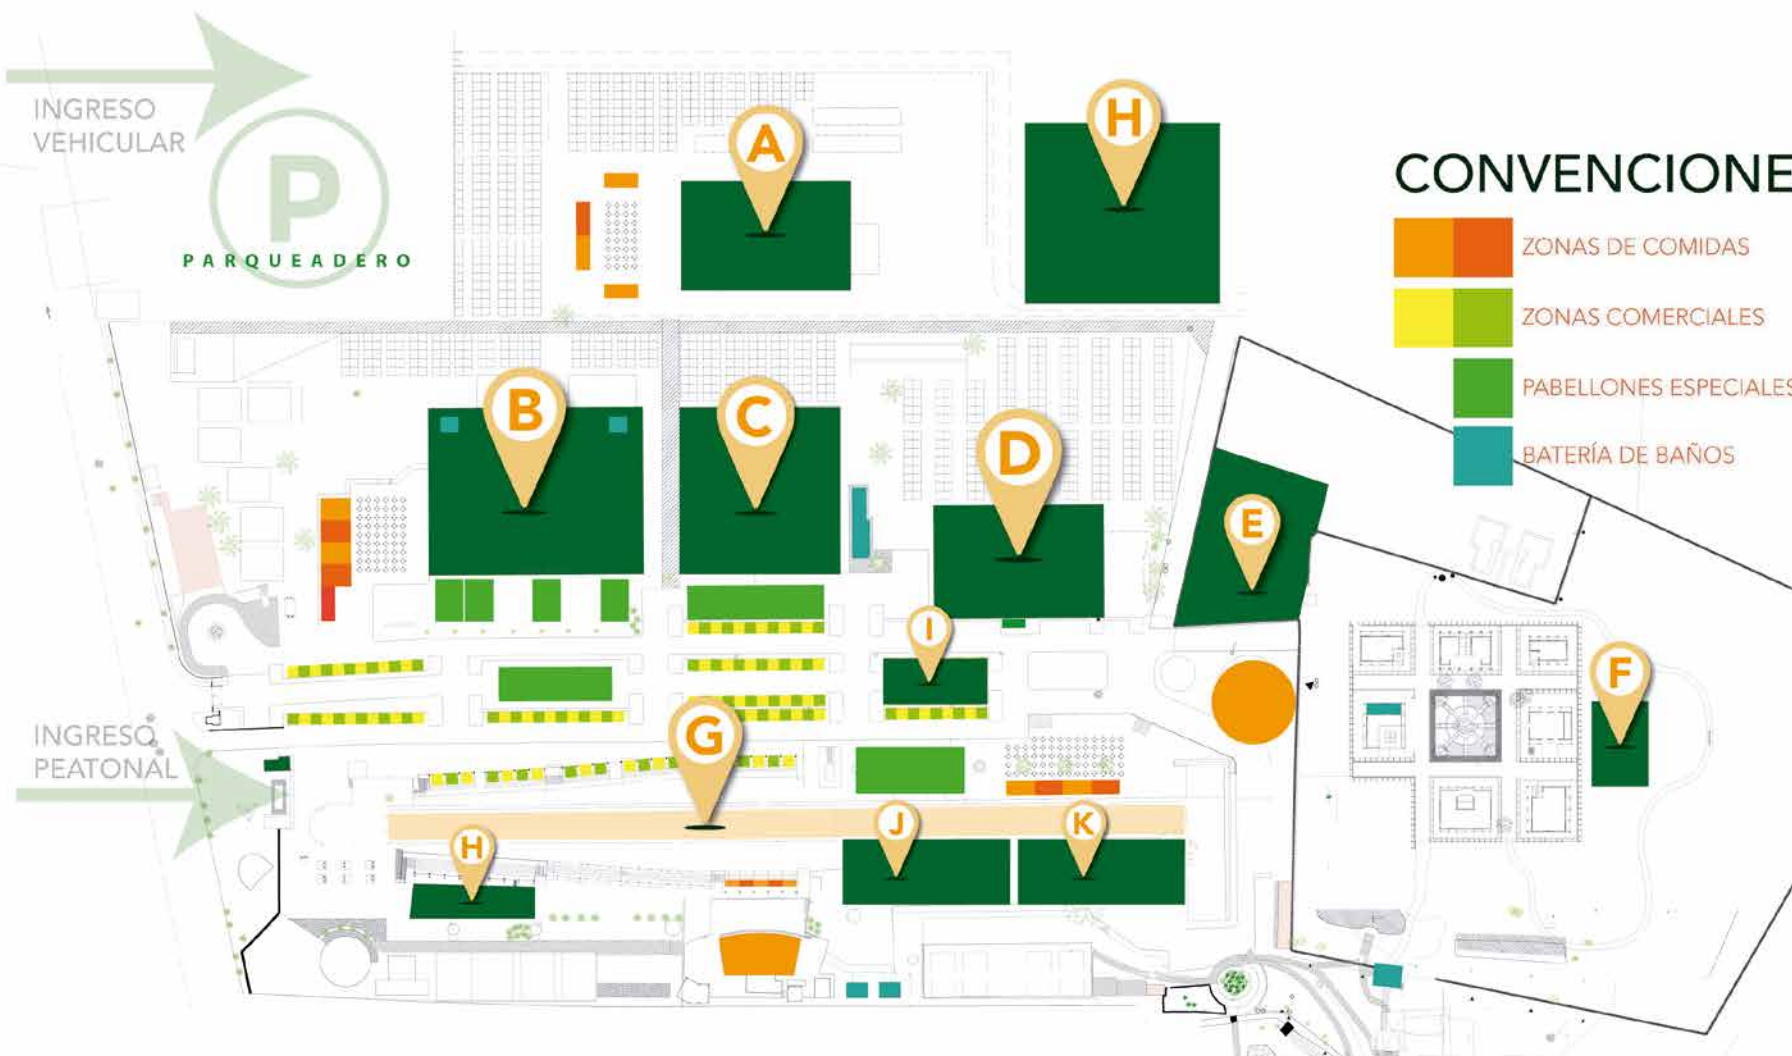 INGRESO
VEHICULAR
P
PARQUEADERO
A
H
CONVENCIONE
ZONAS DE COMIDAS
ZONAS COMERCIALES
PABELLONES ESPECIALES
BATERÍA DE BAÑOS
B
C
D
E
I
F
G
INGRESO
PEATONAL
H
J
K